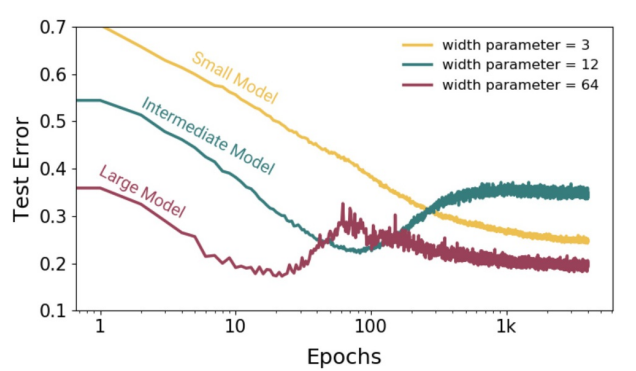 0.7
0.6
0.5
0.4
0.3
0.2
0.1
Test Error
Small Model
Intermediate Model
Large Model
width parameter = 3
width parameter = 12
width parameter = 64
1
10
100
1k
Epochs